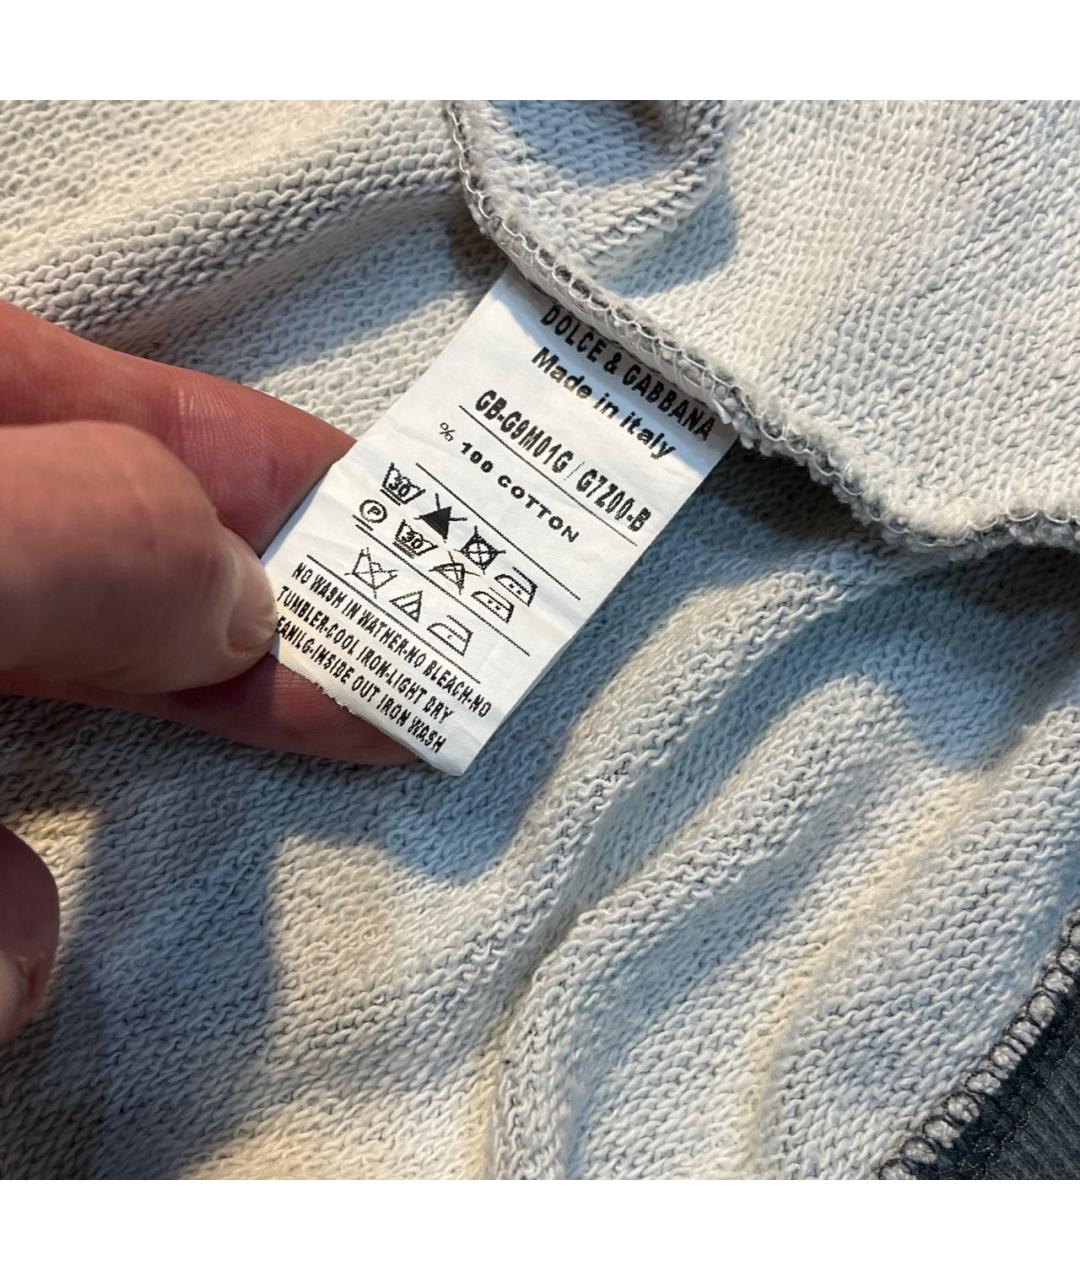 DOLCE & GABBANA
Made in italy
GB-G9M01G / G7Z00-B
% 100 COTTON
30
P 30
NO WASH IN WATHER-NO BLEACH-NO
TUMBLER-COOL IRON-LIGHT DRY
EANILG-INSIDE OUT IRON WASH